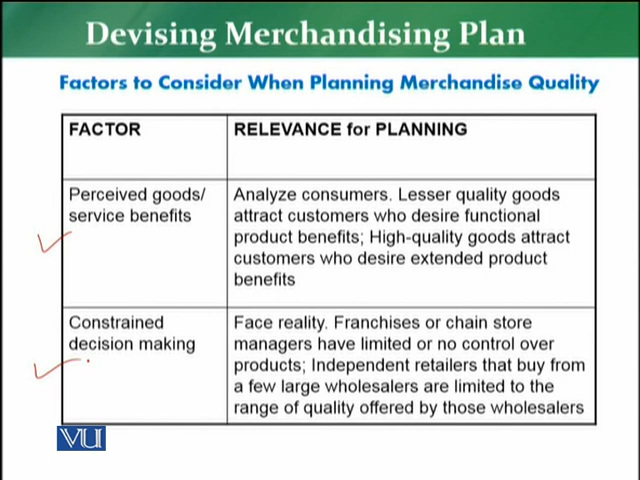 Devising Merchandising Plan
Factors to Consider When Planning Merchandise Quality
FACTOR
RELEVANCE for PLANNING
Perceived goods/
service benefits
Analyze consumers. Lesser quality goods
attract customers who desire functional
product benefits; High-quality goods attract
customers who desire extended product
benefits
Constrained
decision making
Face reality. Franchises or chain store
managers have limited or no control over
products; Independent retailers that buy from
a few large wholesalers are limited to the
range of quality offered by those wholesalers
VU